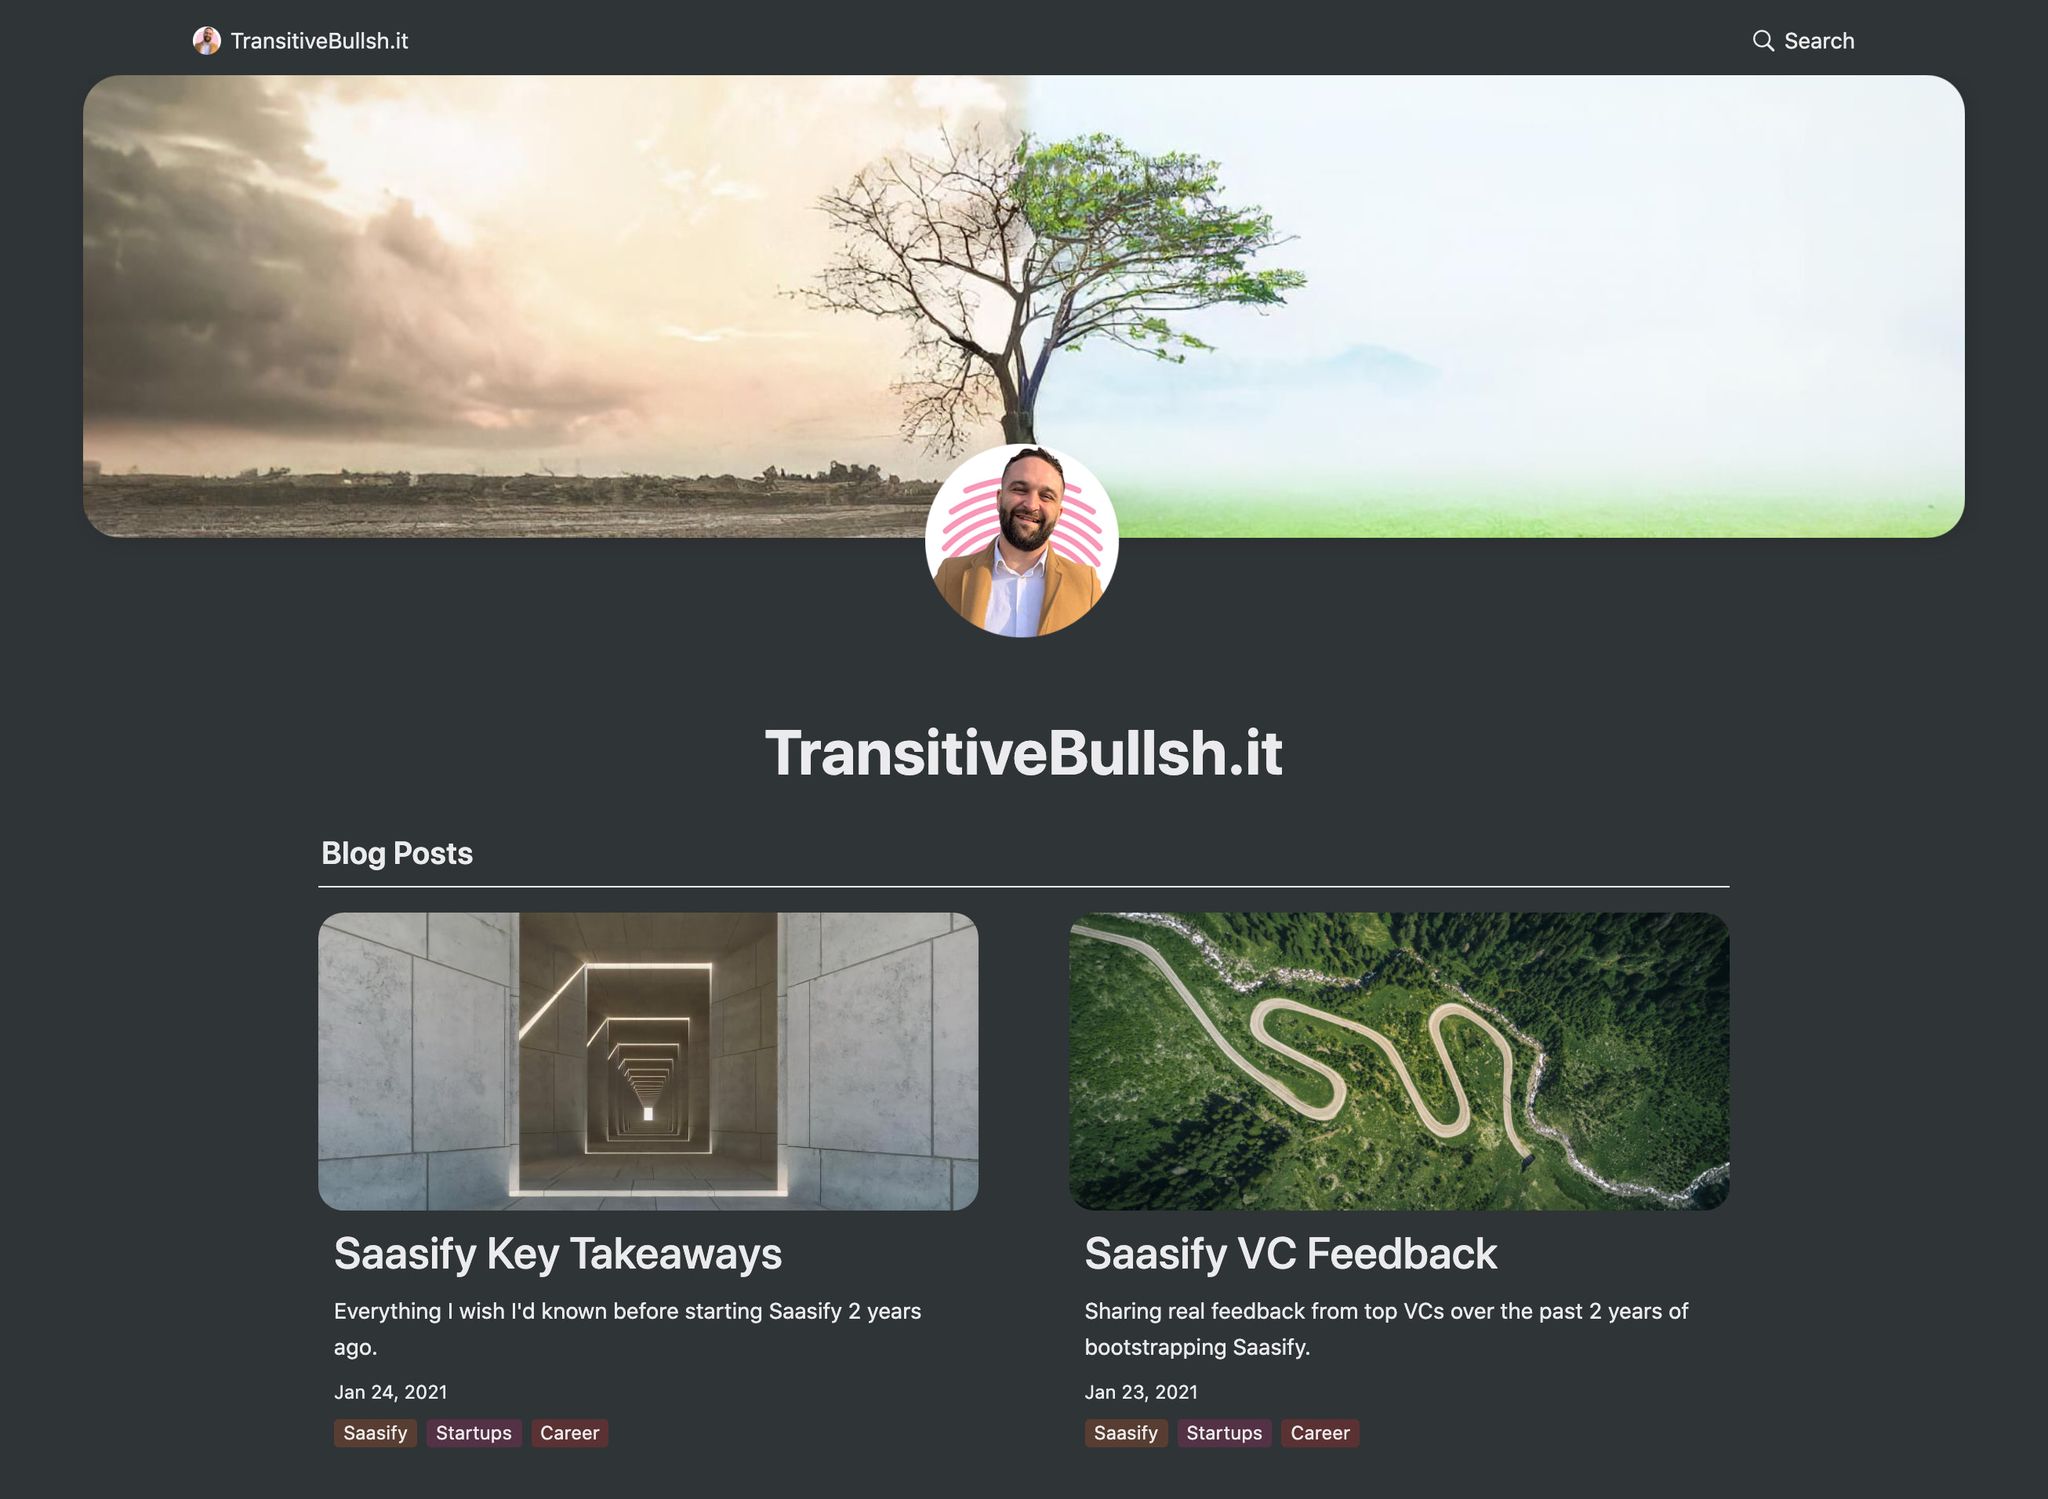 TransitiveBullsh.it
Search
TransitiveBullsh.it
Blog Posts
Saasify Key Takeaways
Everything I wish I'd known before starting Saasify 2 years
ago.
Jan 24, 2021
Saasify Startups Career
Saasify VC Feedback
Sharing real feedback from top VCs over the past 2 years of
bootstrapping Saasify.
Jan 23, 2021
Saasify Startups Career